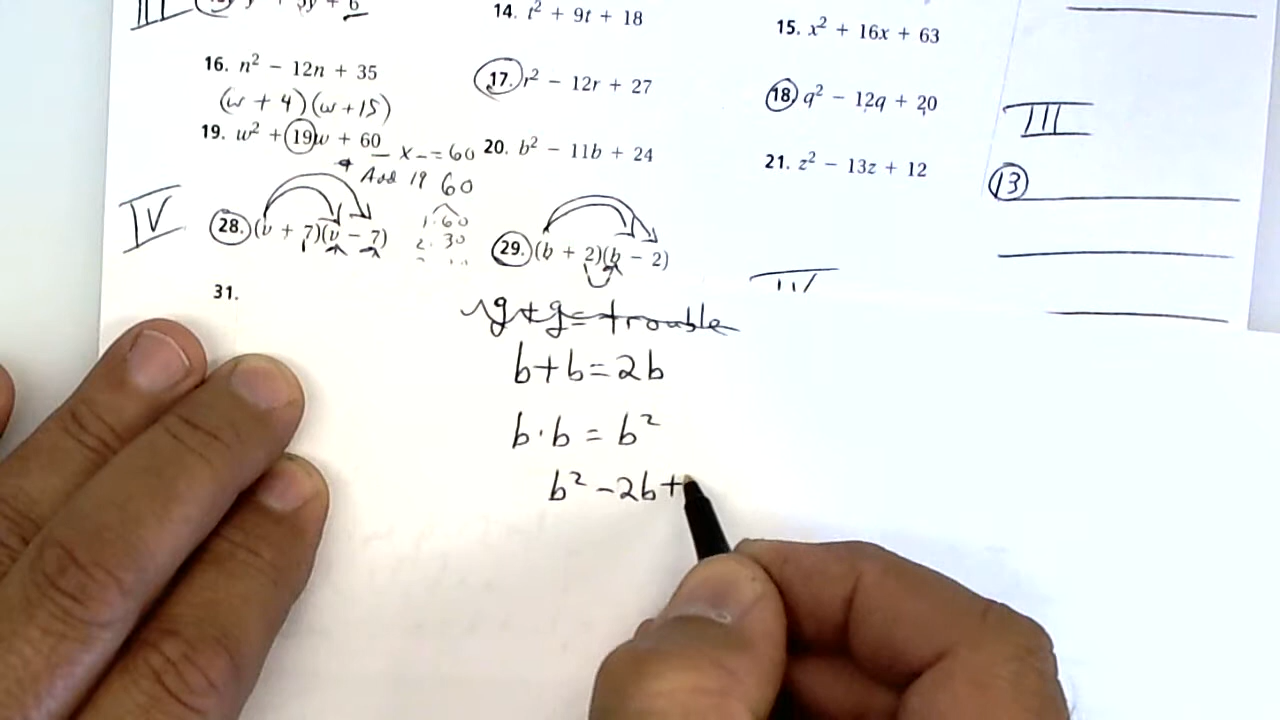 14. t² + 9t + 18
15. x² + 16x + 63
16. n² − 12n + 35
17. r² − 12r + 27
18. q² − 12q + 20
(w + 4)(w + 15)
19. w² + 19w + 60
_ x _ = 60
Add 19
20. b² − 11b + 24
21. z² − 13z + 12
III
13
60
1·60
2·30
IV
28. (v + 7)(v − 7)
29. (b + 2)(b − 2)
31.
g+g= trouble
b+b=2b
b·b = b²
b² −2b+